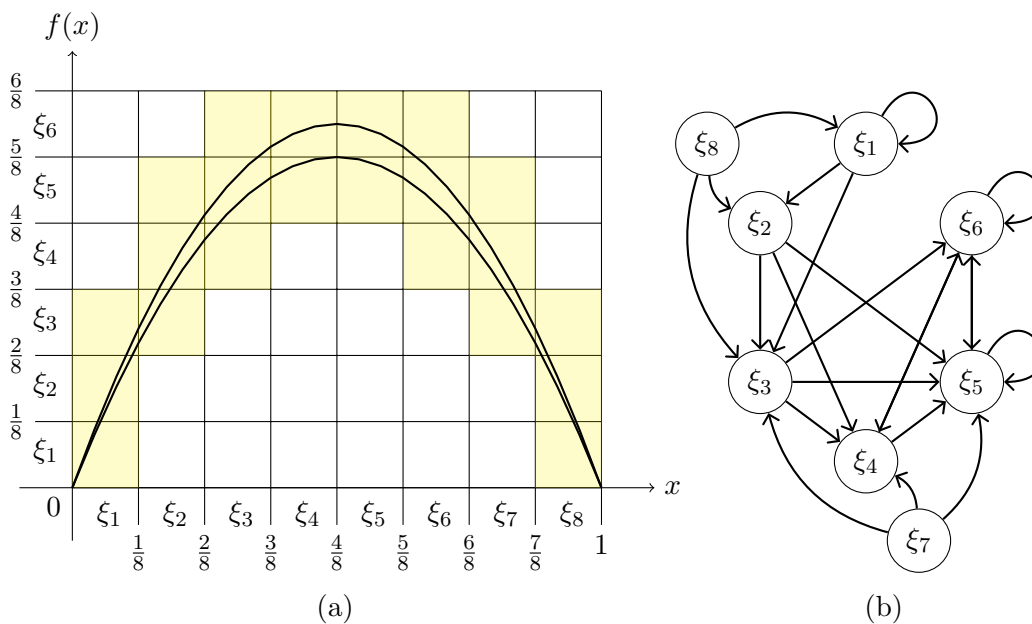 f(x)
6/8
ξ6
5/8
ξ5
4/8
ξ4
3/8
ξ3
2/8
ξ2
1/8
ξ1
0
x
ξ1 ξ2 ξ3 ξ4 ξ5 ξ6 ξ7 ξ8
1/8 2/8 3/8 4/8 5/8 6/8 7/8 1
(a)
ξ8 ξ1
ξ2 ξ6
ξ3 ξ5
ξ4
ξ7
(b)